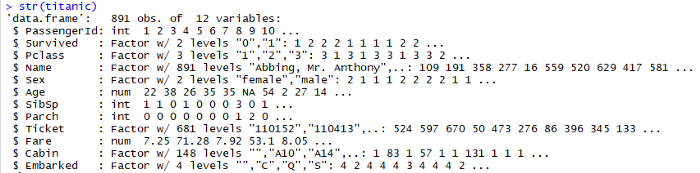 > str(titanic)
'data.frame':   891 obs. of  12 variables:
 $ PassengerId: int  1 2 3 4 5 6 7 8 9 10 ...
 $ Survived   : Factor w/ 2 levels "0","1": 1 2 2 2 1 1 1 1 2 2 ...
 $ Pclass     : Factor w/ 3 levels "1","2","3": 3 1 3 1 3 3 1 3 3 2 ...
 $ Name       : Factor w/ 891 levels "Abbing, Mr. Anthony",..: 109 191 358 277 16 559 520 629 417 581 ...
 $ Sex        : Factor w/ 2 levels "female","male": 2 1 1 1 2 2 2 2 1 1 ...
 $ Age        : num  22 38 26 35 35 NA 54 2 27 14 ...
 $ SibSp      : int  1 1 0 1 0 0 0 3 0 1 ...
 $ Parch      : int  0 0 0 0 0 0 0 1 2 0 ...
 $ Ticket     : Factor w/ 681 levels "110152","110413",..: 524 597 670 50 473 276 86 396 345 133 ...
 $ Fare       : num  7.25 71.28 7.92 53.1 8.05 ...
 $ Cabin      : Factor w/ 148 levels "","A10","A14",..: 1 83 1 57 1 1 131 1 1 1 ...
 $ Embarked   : Factor w/ 4 levels "","C","Q","S": 4 2 4 4 4 3 4 4 4 2 ...